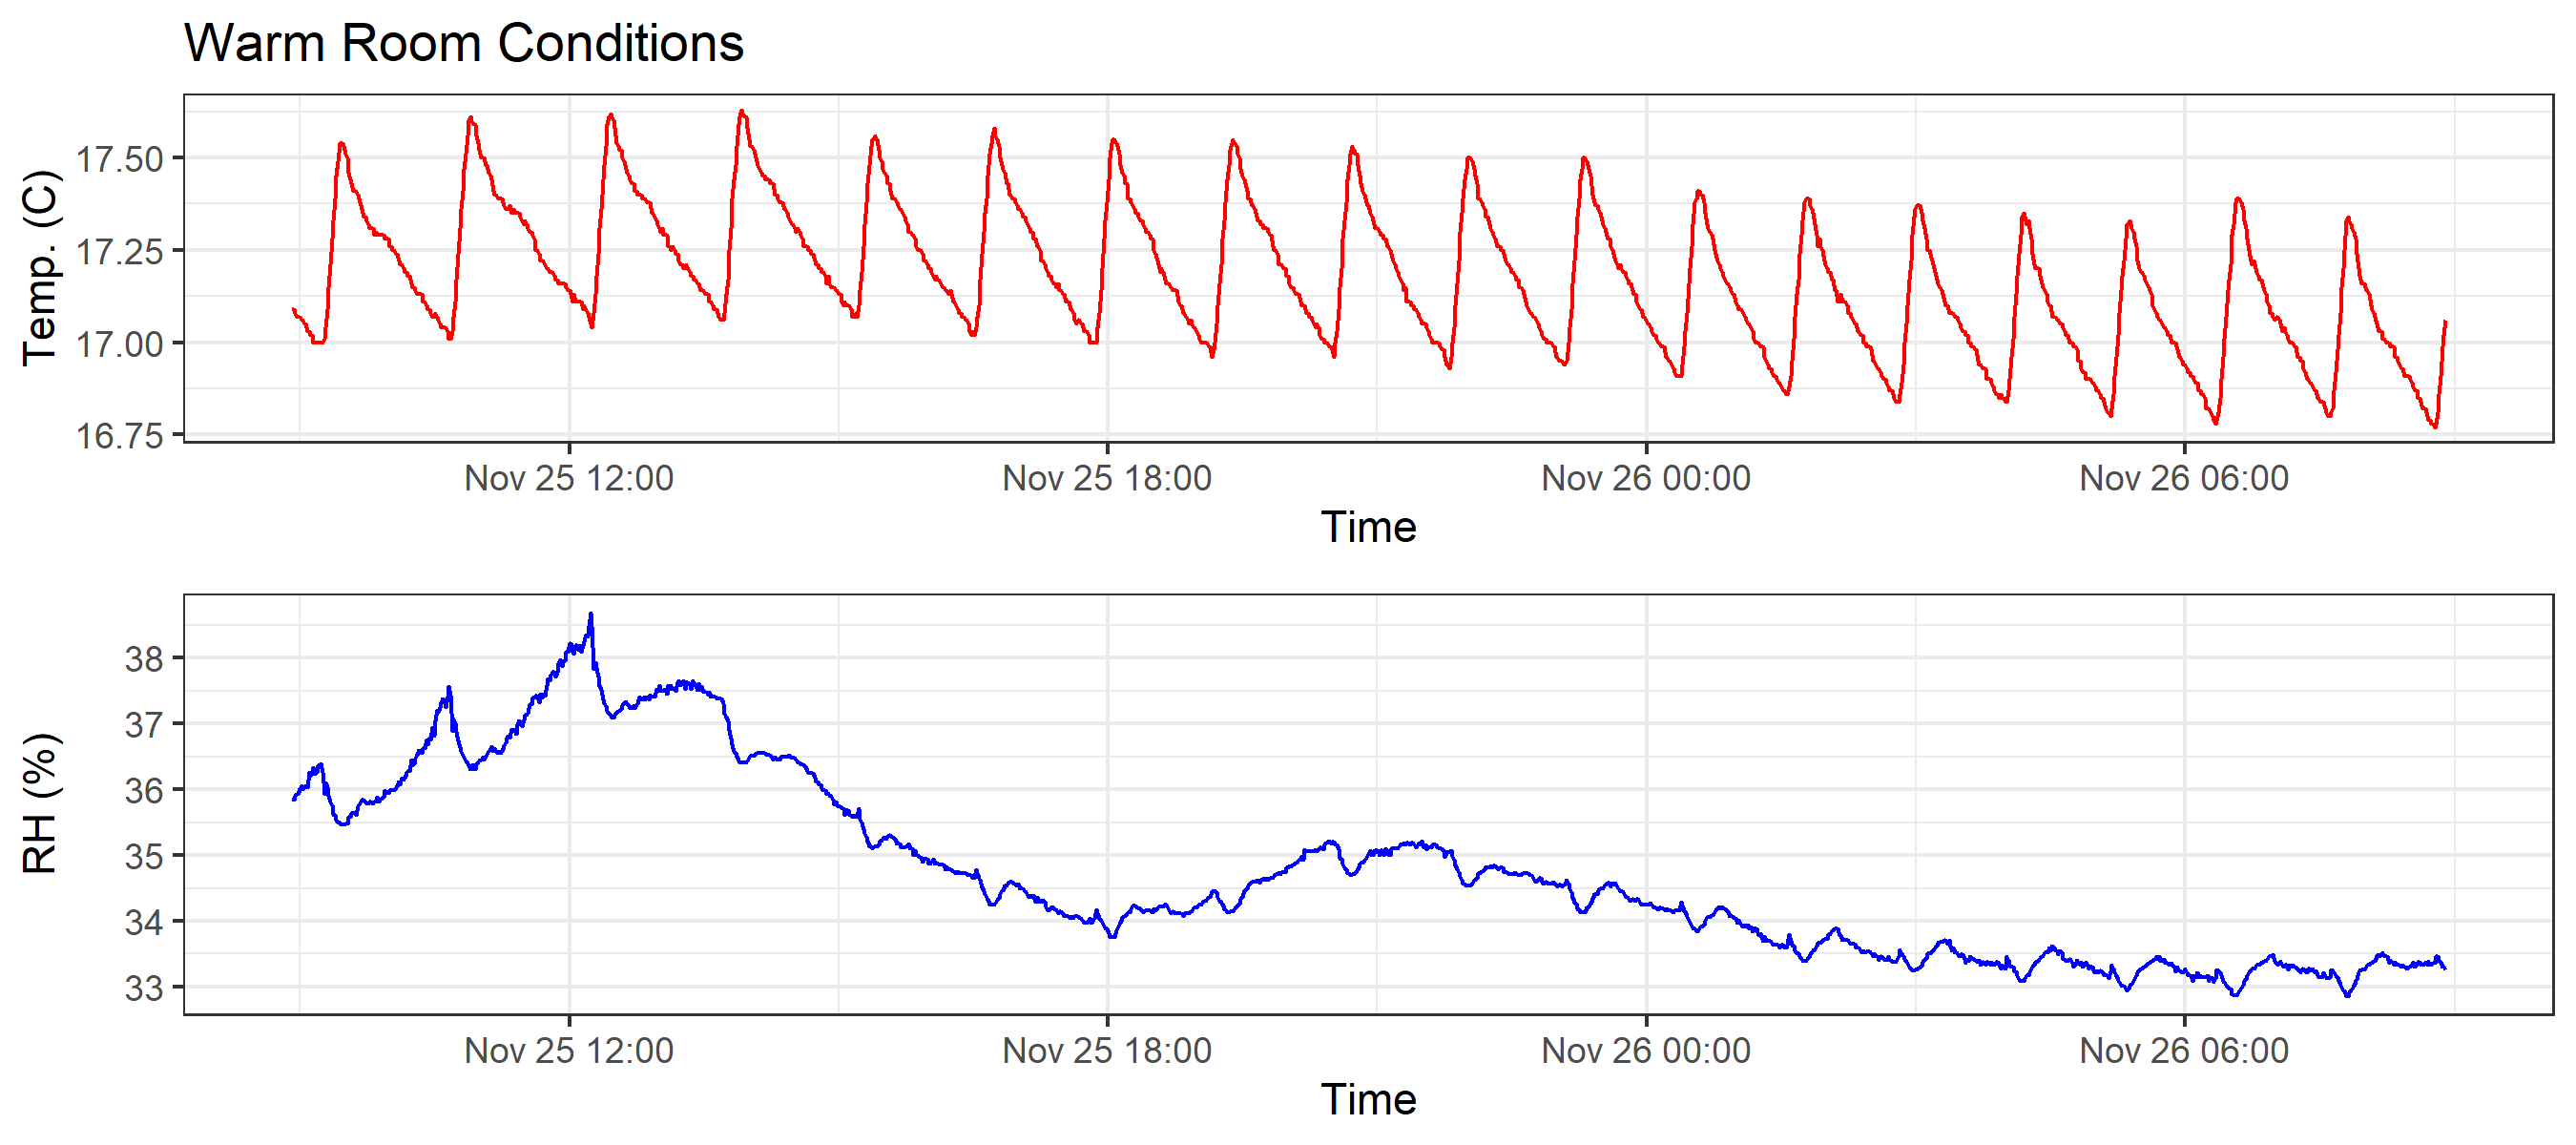 Warm Room Conditions
Temp. (C)
17.50
17.25
17.00
16.75
Nov 25 12:00 Nov 25 18:00 Nov 26 00:00 Nov 26 06:00
Time
RH (%)
38
37
36
35
34
33
Nov 25 12:00 Nov 25 18:00 Nov 26 00:00 Nov 26 06:00
Time